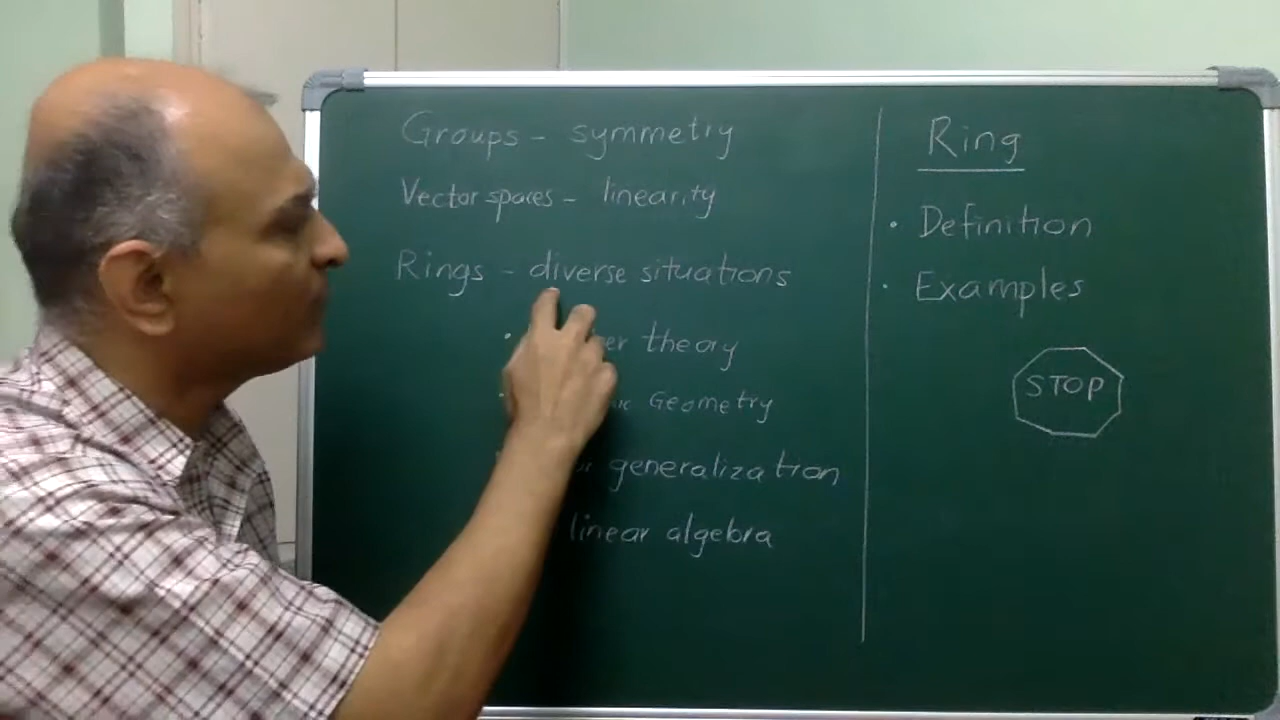 Groups - symmetry
Vector spaces - linearity
Rings - diverse situations
theory
Geometry
generalization
linear algebra
Ring
• Definition
• Examples
STOP